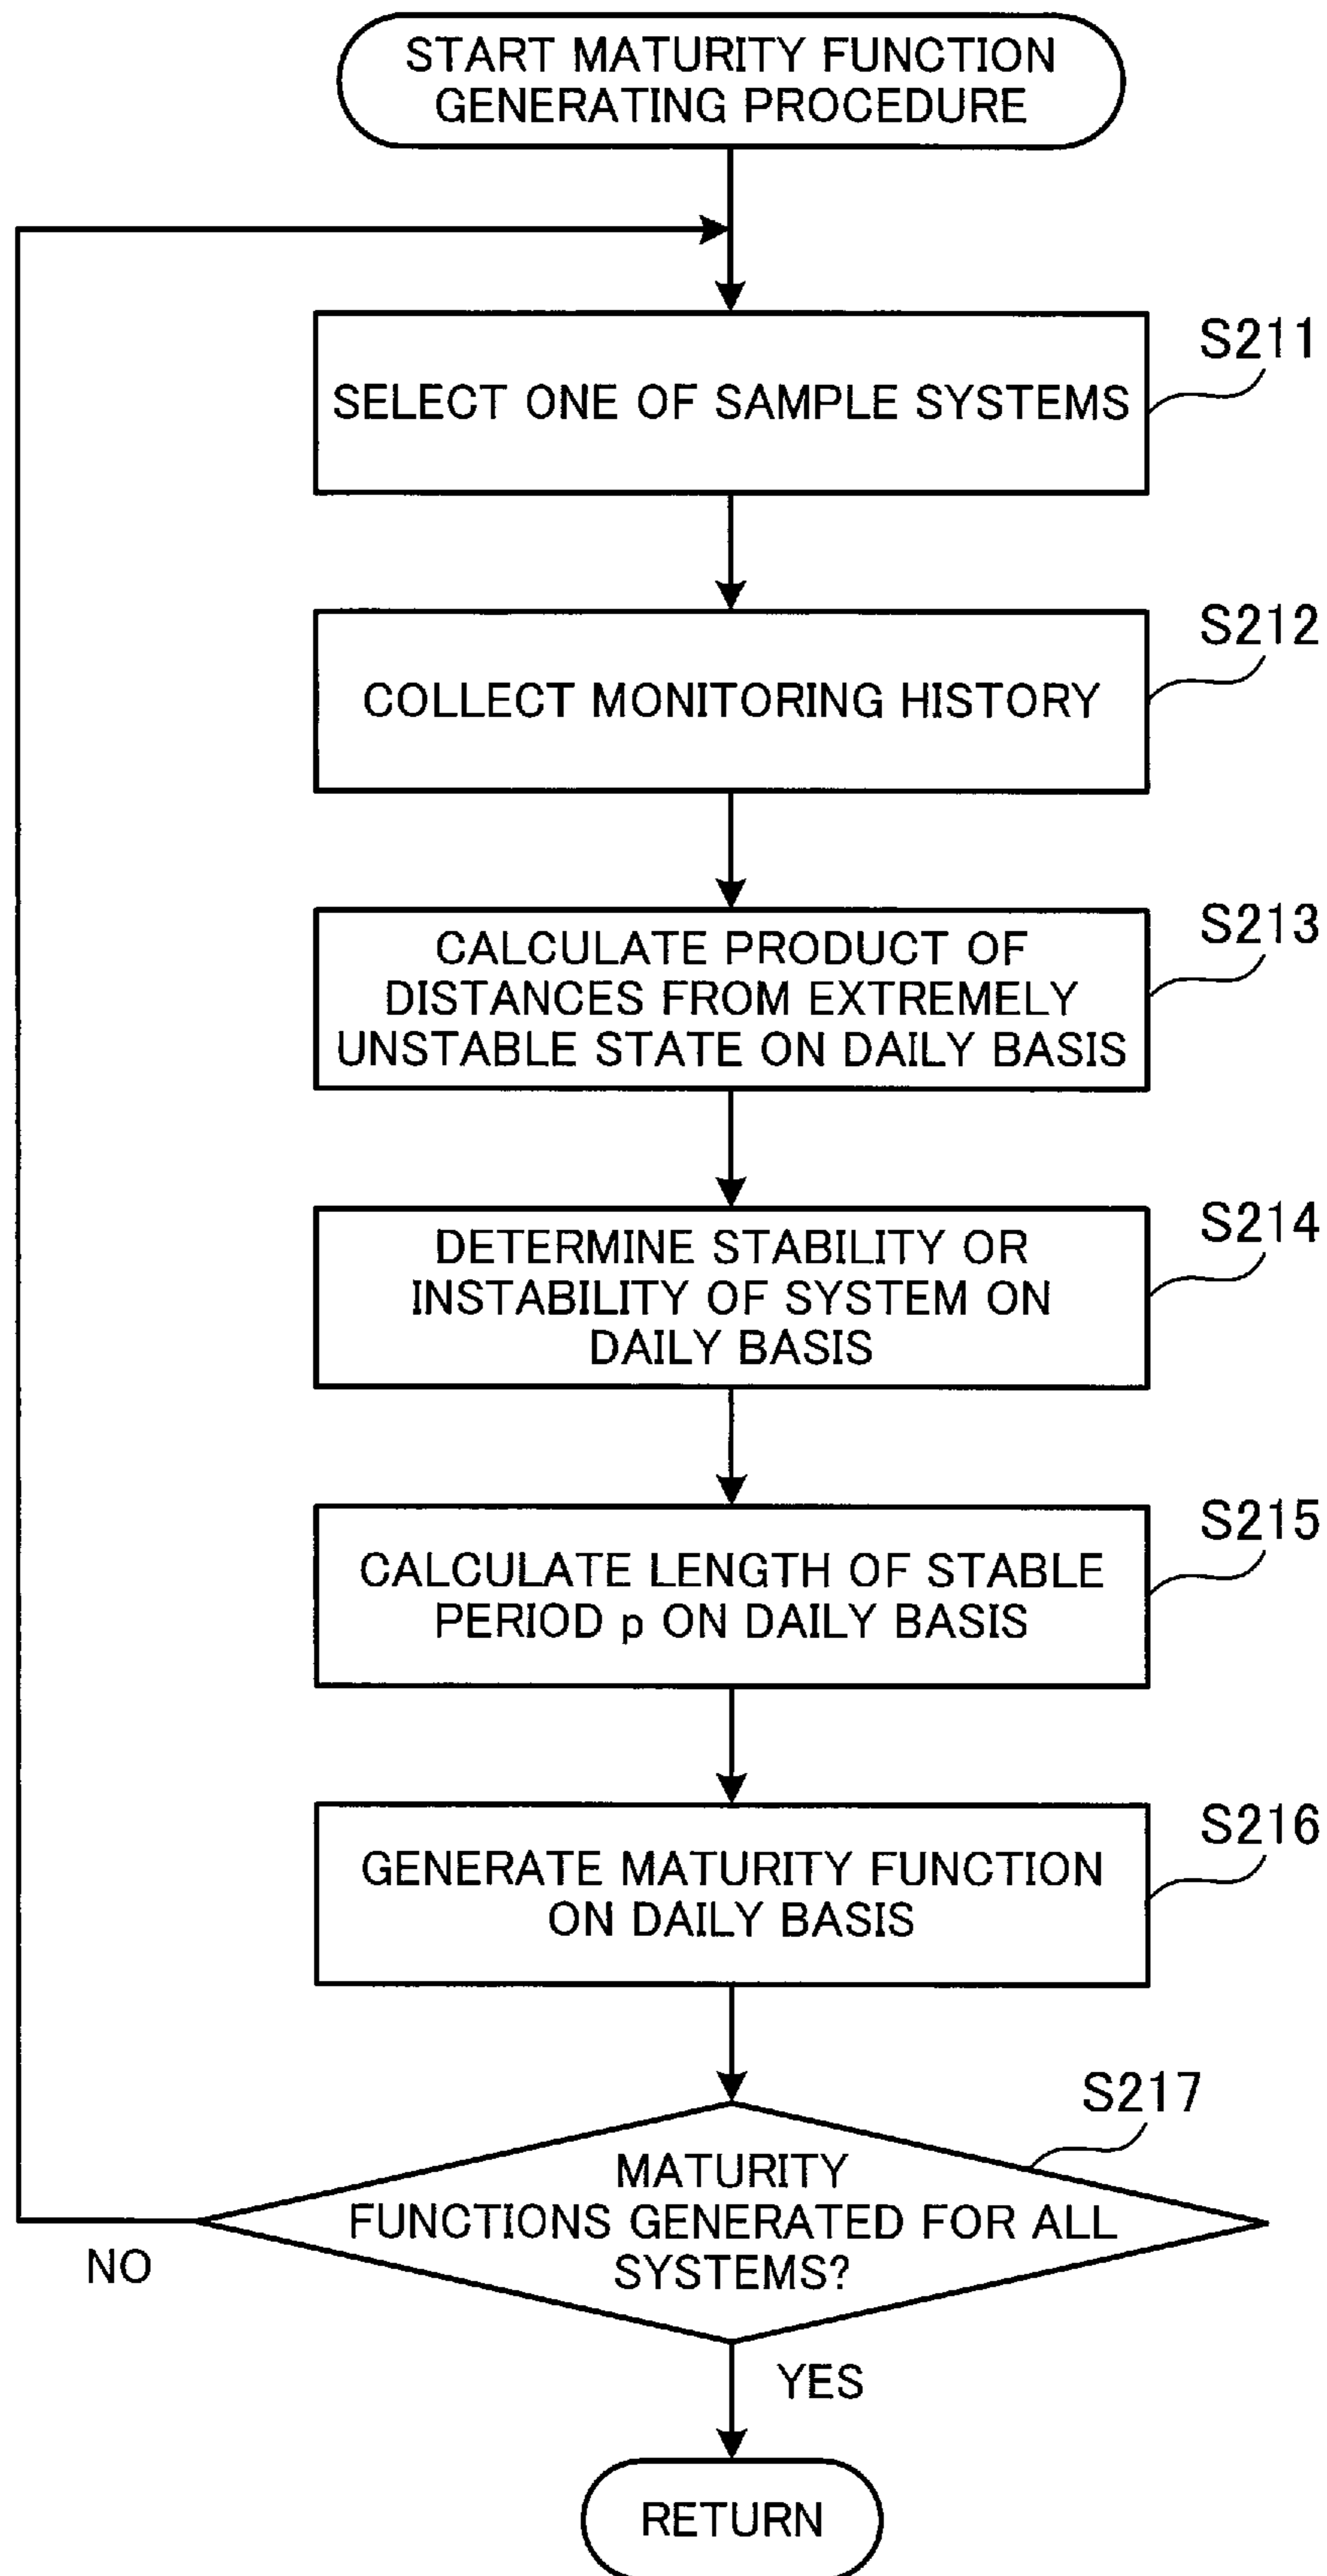 START MATURITY FUNCTION
GENERATING PROCEDURE
S211
SELECT ONE OF SAMPLE SYSTEMS
S212
COLLECT MONITORING HISTORY
S213
CALCULATE PRODUCT OF
DISTANCES FROM EXTREMELY
UNSTABLE STATE ON DAILY BASIS
S214
DETERMINE STABILITY OR
INSTABILITY OF SYSTEM ON
DAILY BASIS
S215
CALCULATE LENGTH OF STABLE
PERIOD p ON DAILY BASIS
S216
GENERATE MATURITY FUNCTION
ON DAILY BASIS
S217
MATURITY
FUNCTIONS GENERATED FOR ALL
SYSTEMS?
NO
YES
RETURN